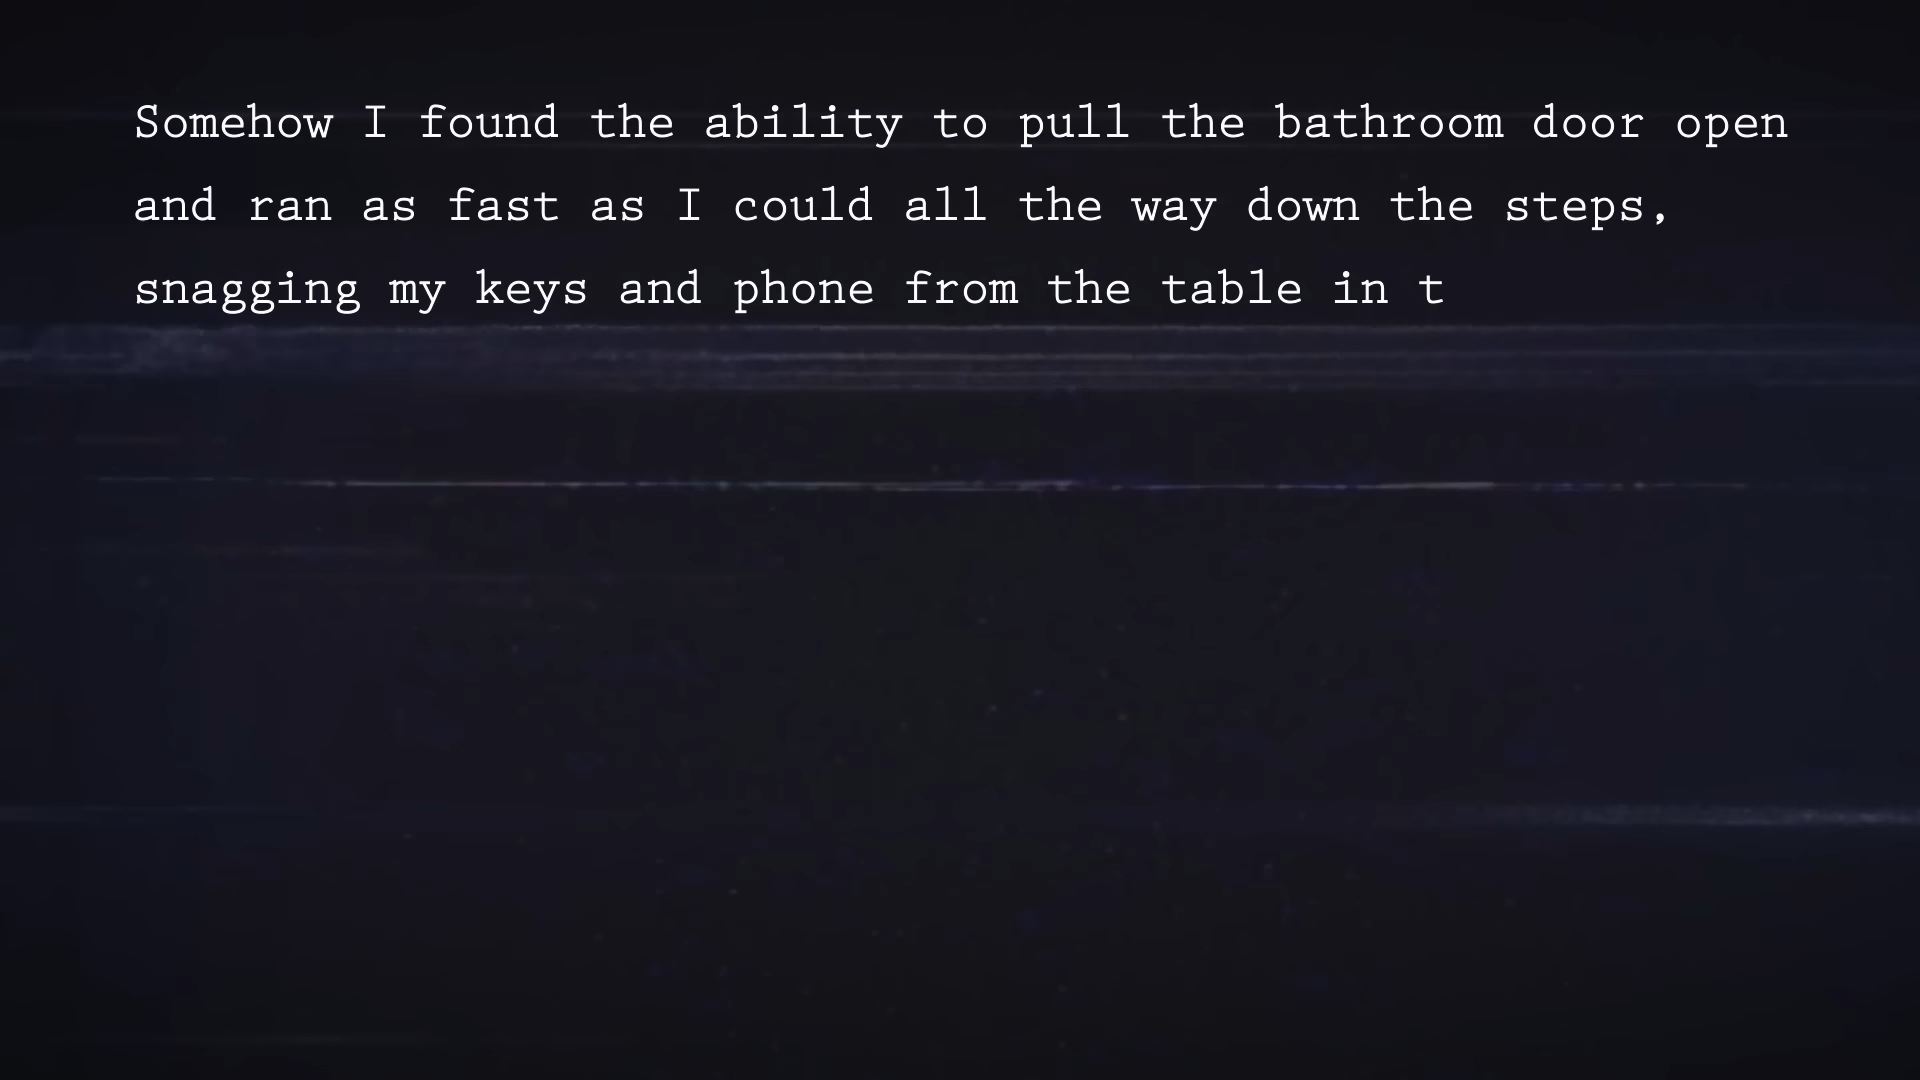 Somehow I found the ability to pull the bathroom door open
and ran as fast as I could all the way down the steps,
snagging my keys and phone from the table in t